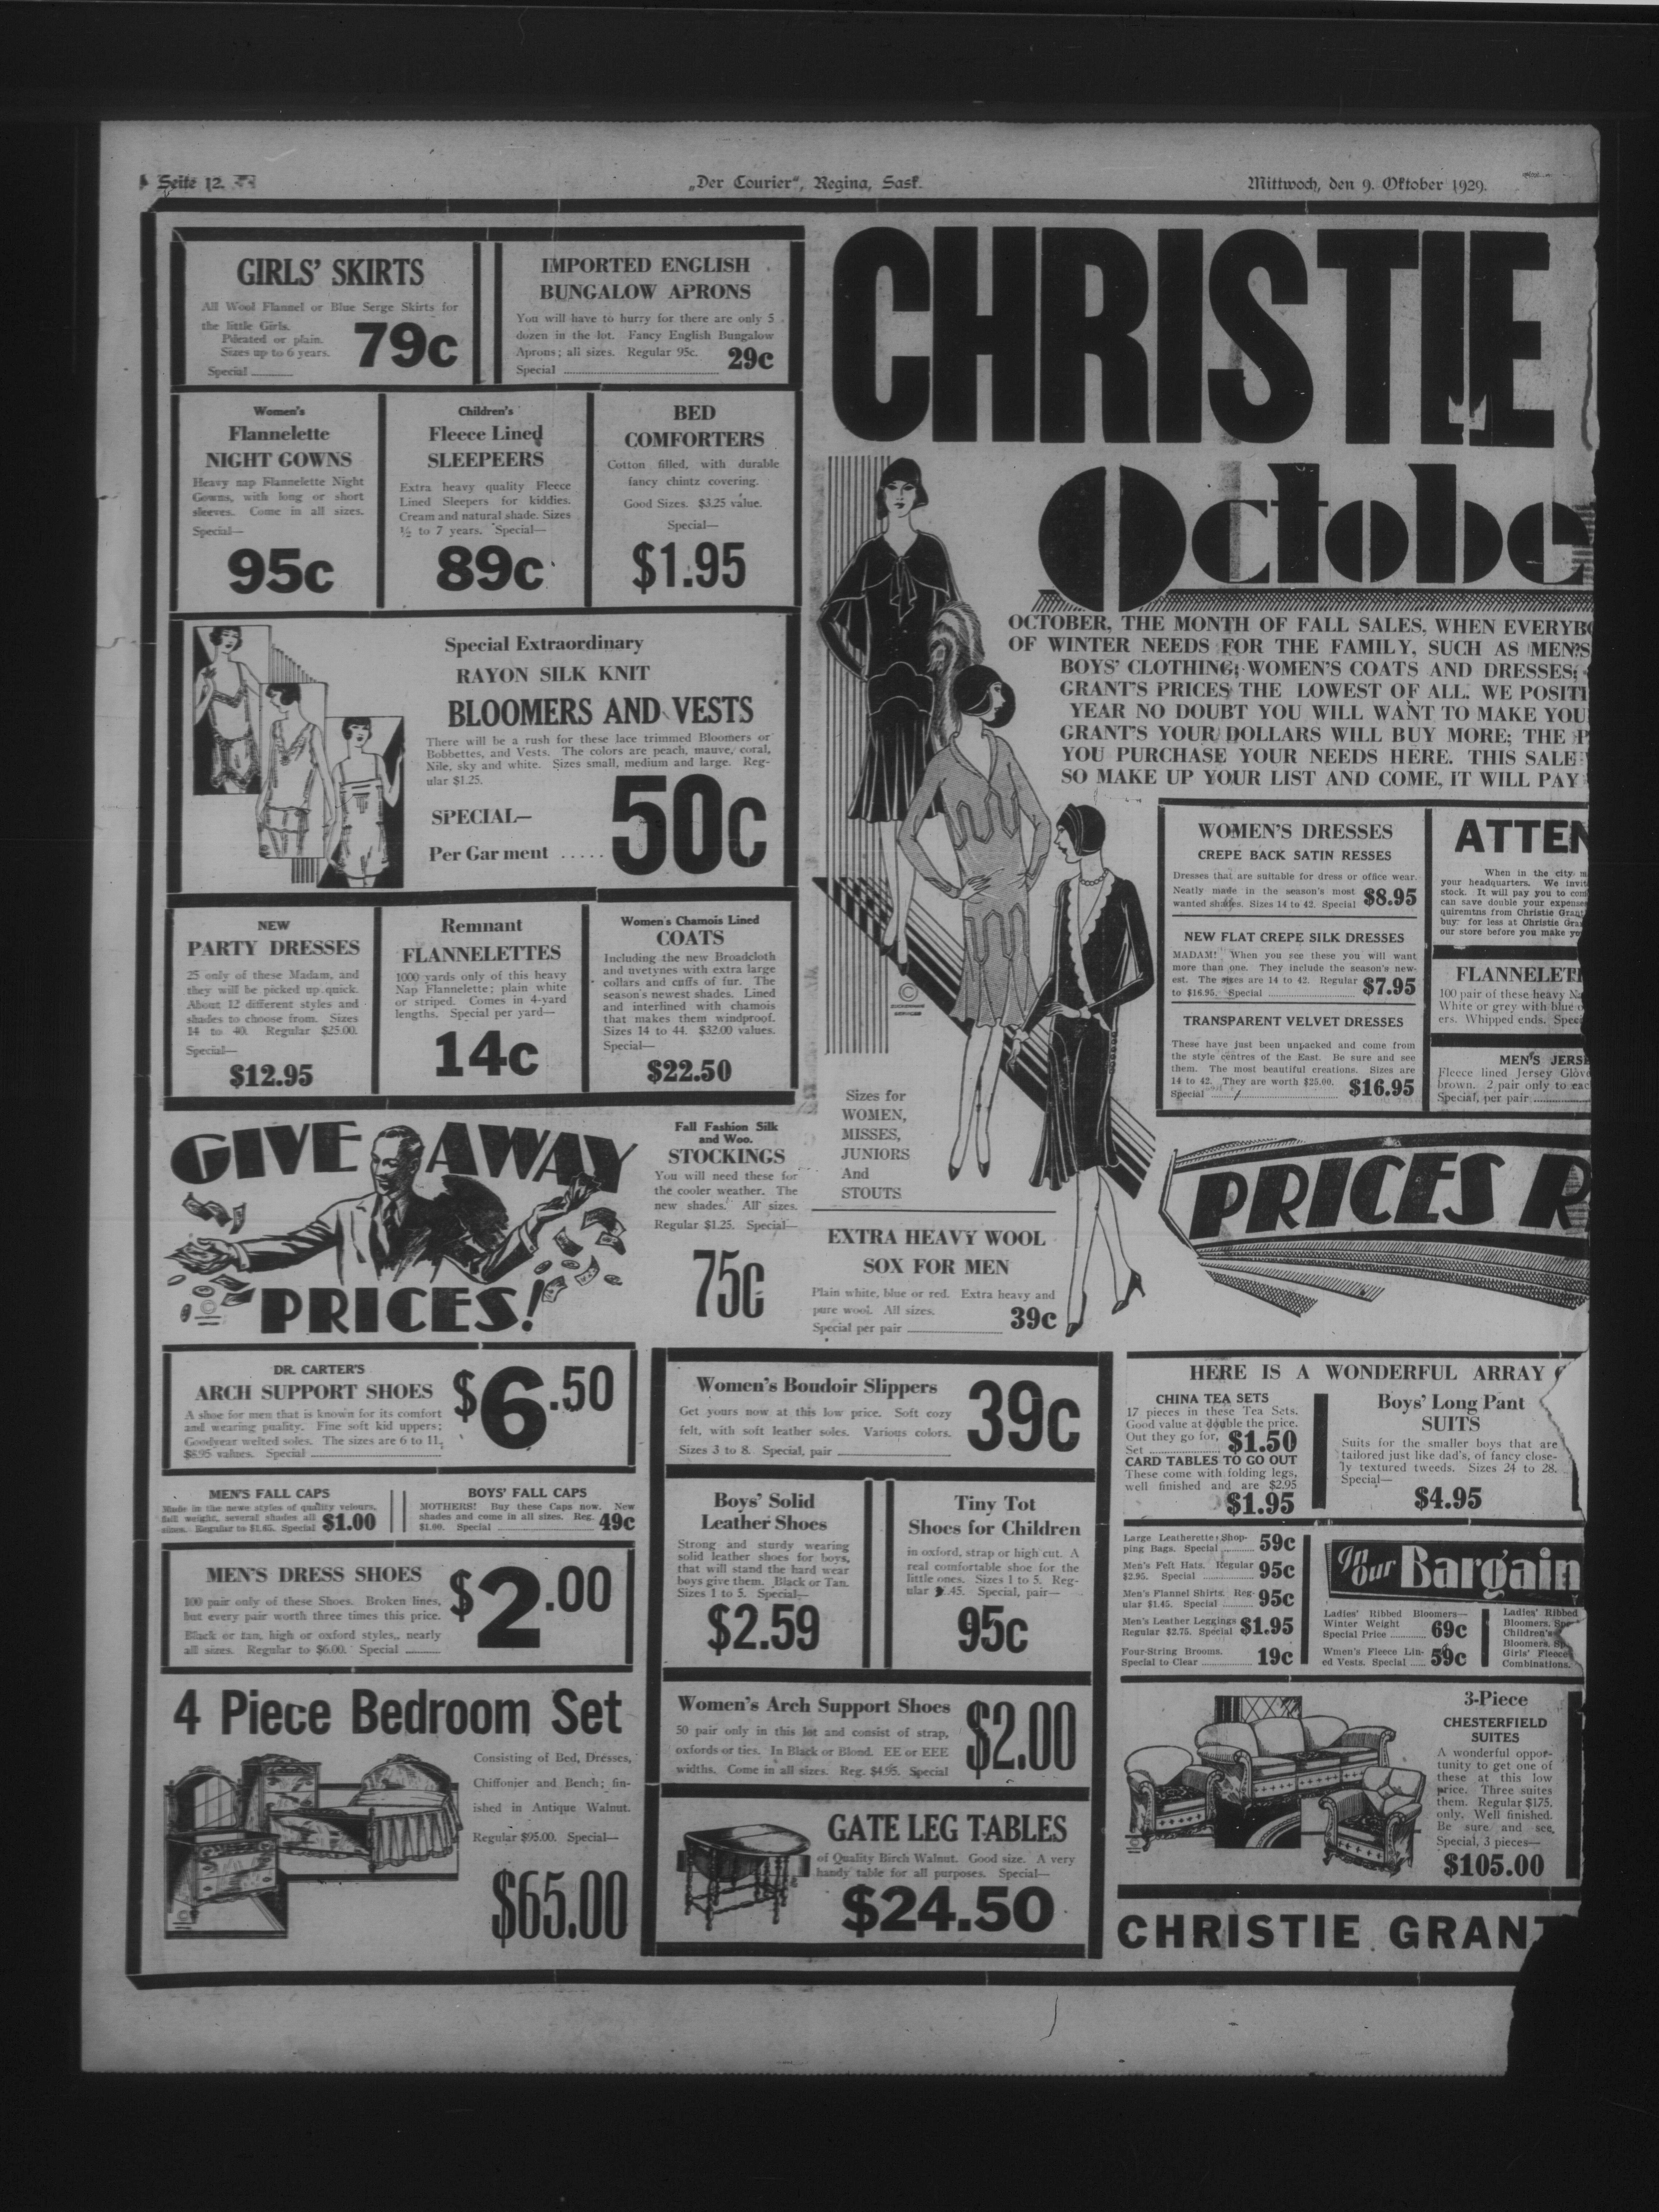 Seite 12.
„Der Courier“, Regina, Sask.
Mittwoch, den 9. Oktober 1929.
GIRLS' SKIRTS
All Wool Flannel or Blue Serge Skirts for
the little Girls.
Pleated or plain.
Sizes up to 6 years.
Special
79c
IMPORTED ENGLISH
BUNGALOW APRONS
You will have to hurry for there are only 5
dozen in the lot. Fancy English Bungalow
Aprons; all sizes. Regular 95c.
Special
29c
Women's
Flannelette
NIGHT GOWNS
Heavy nap Flannelette Night
Gowns, with long or short
sleeves. Come in all sizes.
Special—
95c
Children's
Fleece Lined
SLEEPEERS
Extra heavy quality Fleece
Lined Sleepers for kiddies.
Cream and natural shade. Sizes
½ to 7 years. Special—
89c
BED
COMFORTERS
Cotton filled, with durable
fancy chintz covering.
Good Sizes. $3.25 value.
Special—
$1.95
Special Extraordinary
RAYON SILK KNIT
BLOOMERS AND VESTS
There will be a rush for these lace trimmed Bloomers or
Bobbettes, and Vests. The colors are peach, mauve, coral,
Nile, sky and white. Sizes small, medium and large. Reg-
ular $1.25.
SPECIAL—
Per Gar ment .....
50c
NEW
PARTY DRESSES
25 only of these Madam, and
they will be picked up quick.
About 12 different styles and
shades to choose from. Sizes
14 to 40. Regular $25.00.
Special—
$12.95
Remnant
FLANNELETTES
1000 yards only of this heavy
Nap Flannelette; plain white
or striped. Comes in 4-yard
lengths. Special per yard—
14c
Women's Chamois Lined
COATS
Including the new Broadcloth
and uvetynes with extra large
collars and cuffs of fur. The
season's newest shades. Lined
and interlined with chamois
that makes them windproof.
Sizes 14 to 44. $32.00 values.
Special—
$22.50
GIVE AWAY
PRICES!
Fall Fashion Silk
and Woo.
STOCKINGS
You will need these for
the cooler weather. The
new shades. All sizes.
Regular $1.25. Special—
75c
CHRISTIE
Octobe
OCTOBER, THE MONTH OF FALL SALES, WHEN EVERYB
OF WINTER NEEDS FOR THE FAMILY, SUCH AS MEN'S
BOYS' CLOTHING; WOMEN'S COATS AND DRESSES;
GRANT'S PRICES THE LOWEST OF ALL. WE POSITI
YEAR NO DOUBT YOU WILL WANT TO MAKE YOU
GRANT'S YOUR DOLLARS WILL BUY MORE; THE P
YOU PURCHASE YOUR NEEDS HERE. THIS SALE
SO MAKE UP YOUR LIST AND COME, IT WILL PAY
Sizes for
WOMEN,
MISSES,
JUNIORS
And
STOUTS
EXTRA HEAVY WOOL
SOX FOR MEN
Plain white, blue or red. Extra heavy and
pure wool. All sizes.
Special per pair
39c
WOMEN'S DRESSES
CREPE BACK SATIN RESSES
Dresses that are suitable for dress or office wear.
Neatly made in the season's most
wanted shades. Sizes 14 to 42. Special
$8.95
NEW FLAT CREPE SILK DRESSES
MADAM! When you see these you will want
more than one. They include the season's new-
est. The sizes are 14 to 42. Regular
to $16.95. Special
$7.95
TRANSPARENT VELVET DRESSES
These have just been unpacked and come from
the style centres of the East. Be sure and see
them. The most beautiful creations. Sizes are
14 to 42. They are worth $25.00.
Special
$16.95
ATTEN
When in the city m
your headquarters. We invit
stock. It will pay you to com
can save double your expenses
quiremtns from Christie Grant
buy for less at Christie Gra
our store before you make yo
FLANNELET
100 pair of these heavy Na
White or grey with blue o
ers. Whipped ends. Spec
MEN'S JERS
Fleece lined Jersey Glov
brown. 2 pair only to eac
Special, per pair
PRICES R
DR. CARTER'S
ARCH SUPPORT SHOES
A shoe for men that is known for its comfort
and wearing puality. Fine soft kid uppers;
Goodyear welted soles. The sizes are 6 to 11,
$8.95 values. Special
$6.50
MEN'S FALL CAPS
Made in the newe styles of quality velours,
fall weight, several shades all
sizes. Regular to $1.65. Special
$1.00
BOYS' FALL CAPS
MOTHERS! Buy these Caps now. New
shades and come in all sizes. Reg.
$1.00. Special
49c
MEN'S DRESS SHOES
100 pair only of these Shoes. Broken lines,
but every pair worth three times this price.
Black or tan, high or oxford styles,, nearly
all sizes. Regular to $6.00. Special
$2.00
4 Piece Bedroom Set
Consisting of Bed, Dresses,
Chiffonjer and Bench; fin-
ished in Antique Walnut.
Regular $95.00. Special—
$65.00
Women's Boudoir Slippers
Get yours now at this low price. Soft cozy
felt, with soft leather soles. Various colors.
Sizes 3 to 8. Special, pair
39c
Boys' Solid
Leather Shoes
Strong and sturdy wearing
solid leather shoes for boys,
that will stand the hard wear
boys give them. Black or Tan.
Sizes 1 to 5. Special—
$2.59
Tiny Tot
Shoes for Children
in oxford, strap or high cut. A
real comfortable shoe for the
little ones. Sizes 1 to 5. Reg-
ular .45. Special, pair—
95c
Women's Arch Support Shoes
50 pair only in this lot and consist of strap,
oxfords or ties. In Black or Blond. EE or EEE
widths. Come in all sizes. Reg. $4.95. Special
$2.00
GATE LEG TABLES
of Quality Birch Walnut. Good size. A very
handy table for all purposes. Special—
$24.50
HERE IS A WONDERFUL ARRAY
CHINA TEA SETS
17 pieces in these Tea Sets.
Good value at double the price.
Out they go for,
Set
$1.50
CARD TABLES TO GO OUT
These come with folding legs,
well finished and are $2.95
$1.95
Boys' Long Pant
SUITS
Suits for the smaller boys that are
tailored just like dad's, of fancy close-
ly textured tweeds. Sizes 24 to 28.
Special—
$4.95
Large Leatherette Shop-
ping Bags. Special
59c
Men's Felt Hats. Regular
$2.95. Special
95c
Men's Flannel Shirts. Reg-
ular $1.45. Special
95c
Men's Leather Leggings
Regular $2.75. Special
$1.95
Four-String Brooms.
Special to Clear
19c
In Our Bargain
Ladies' Ribbed Bloomers—
Winter Weight
Special Price
69c
Wmen's Fleece Lin-
ed Vests. Special
59c
Ladies' Ribbed
Bloomers. Spe
Children's
Bloomers. Sp
Girls' Fleece
Combinations.
3-Piece
CHESTERFIELD
SUITES
A wonderful oppor-
tunity to get one of
these at this low
price. Three suites
them. Regular $175.
only. Well finished.
Be sure and see.
Special, 3 pieces—
$105.00
CHRISTIE GRANT